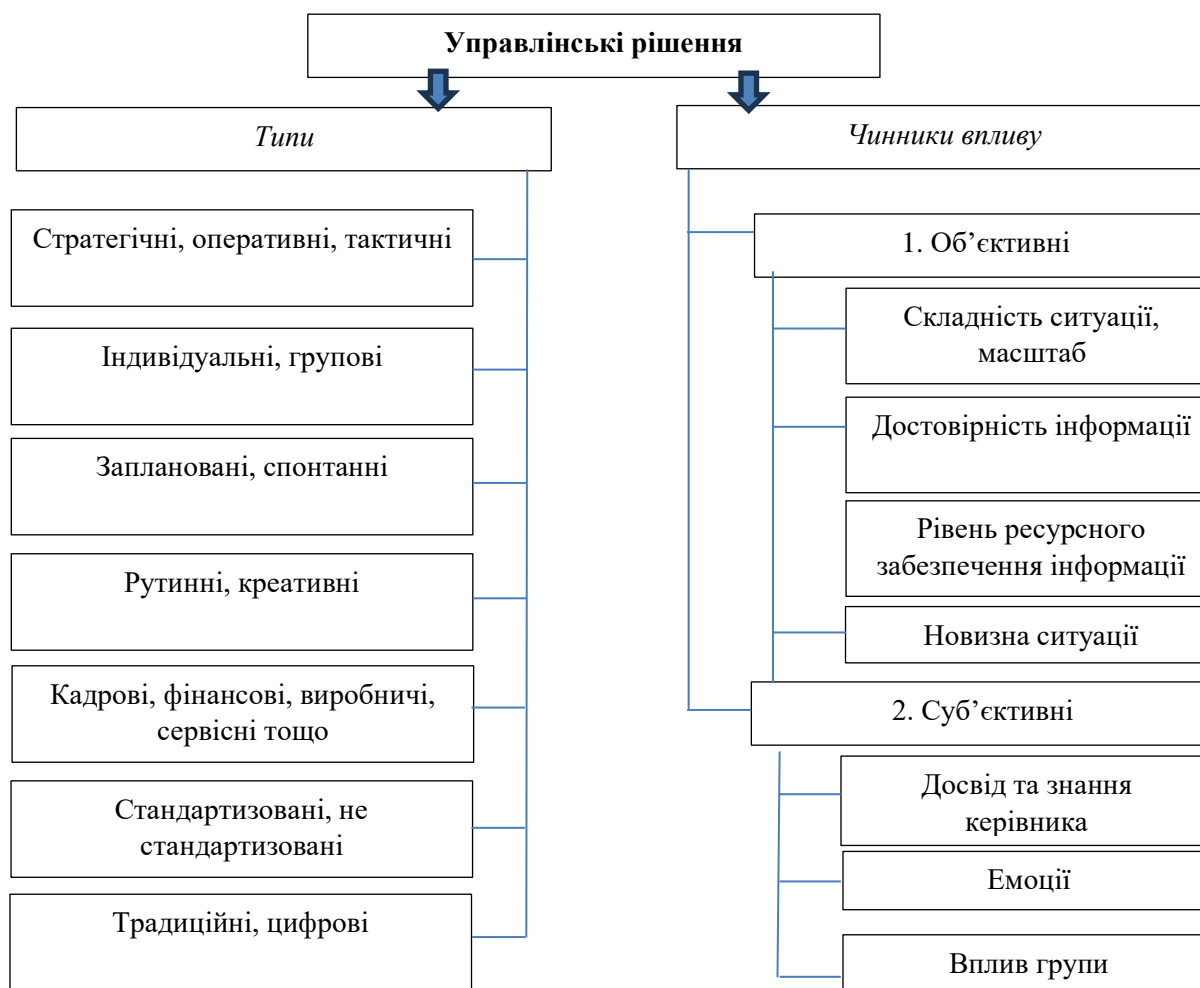 Управлінські рішення
Типи
Стратегічні, оперативні, тактичні
Індивідуальні, групові
Заплановані, спонтанні
Рутинні, креативні
Кадрові, фінансові, виробничі,
сервісні тощо
Стандартизовані, не
стандартизовані
Традиційні, цифрові
Чинники впливу
1. Об’єктивні
Складність ситуації,
масштаб
Достовірність інформації
Рівень ресурсного
забезпечення інформації
Новизна ситуації
2. Суб’єктивні
Досвід та знання
керівника
Емоції
Вплив групи